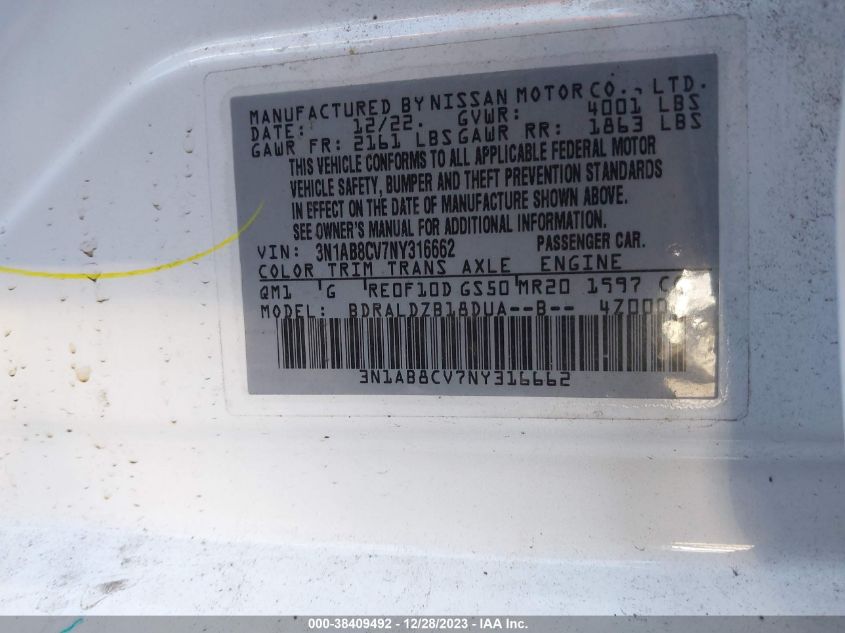 MANUFACTURED BY NISSAN MOTOR CO., LTD.
DATE: 12/22. GVWR: 4001 LBS
GAWR FR: 2161 LBS GAWR RR: 1863 LBS
THIS VEHICLE CONFORMS TO ALL APPLICABLE FEDERAL MOTOR
VEHICLE SAFETY, BUMPER AND THEFT PREVENTION STANDARDS
IN EFFECT ON THE DATE OF MANUFACTURE SHOWN ABOVE.
SEE OWNER'S MANUAL FOR ADDITIONAL INFORMATION.
VIN: 3N1AB8CV7NY316662 PASSENGER CAR.
COLOR TRIM TRANS AXLE ENGINE
QM1 G RE0F10D GS50 MR20 1997 CC
MODEL: BDRALDZB18DUA--B--
3N1AB8CV7NY316662
000-38409492 - 12/28/2023 - IAA Inc.